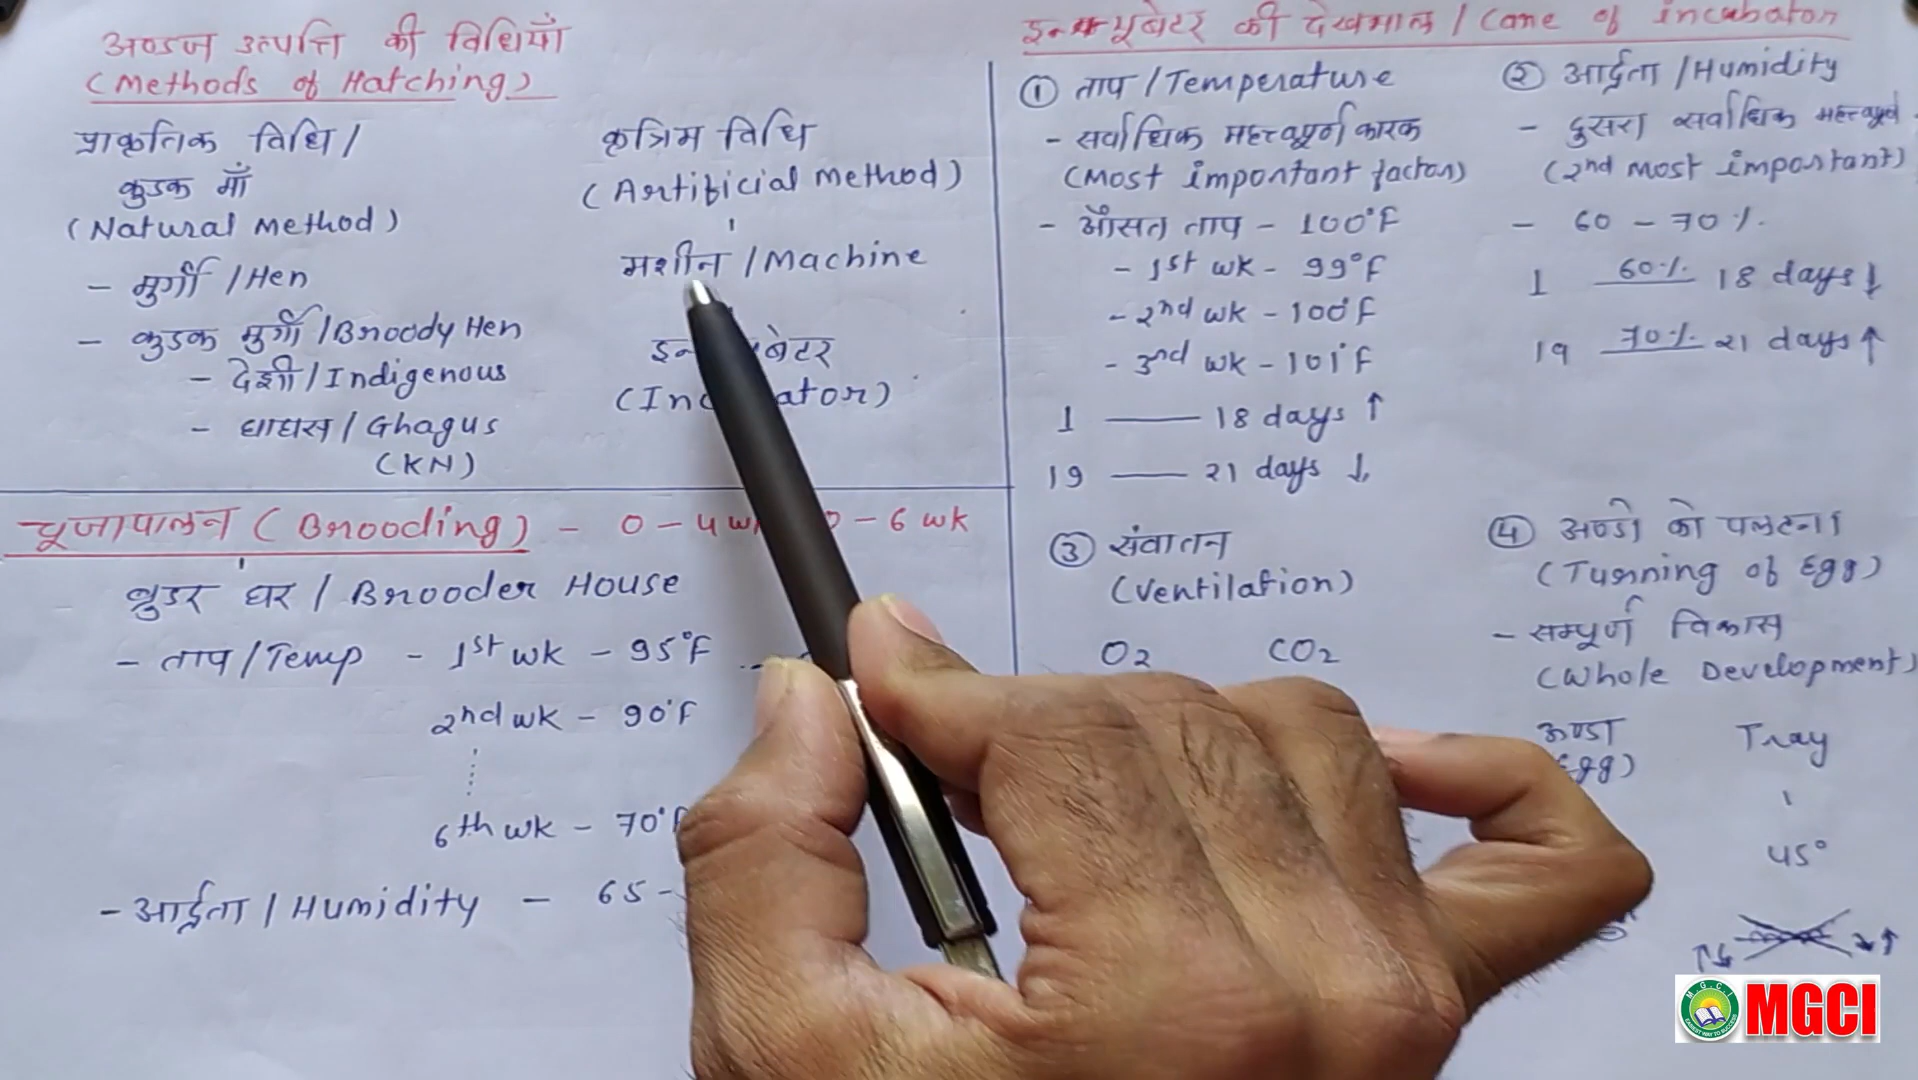 अण्डज उत्पत्ति की विधियाँ
(Methods of Hatching)
प्राकृतिक विधि /
कुडक माँ
(Natural Method)
- मुर्गी / Hen
- कुडक मुर्गी / Broody Hen
- देशी / Indigenous
- घाघस / Ghagus
(KN)
कृत्रिम विधि
(Artificial Method)
मशीन / Machine
चूजापालन (Brooding) - 0 - 4 - 6 wk
ब्रुडर घर / Brooder House
- ताप / Temp - 1st wk - 95°F
2nd wk - 90°F
6th wk - 70°
- आर्द्रता / Humidity - 65 -
इन्क्यूबेटर की देखभाल / Care of incubator
① ताप / Temperature
- सर्वाधिक महत्वपूर्ण कारक
(Most important factors)
- औसत ताप - 100°F
- 1st wk - 99°F
- 2nd wk - 100°F
- 3rd wk - 101°F
1 —— 18 days ↑
19 —— 21 days ↓
② आर्द्रता / Humidity
- दुसरा सर्वाधिक महत्वपूर्ण
(2nd most important)
- 60 - 70 %
1 60% 18 days ↓
19 70% 21 days ↑
③ संवातन
(Ventilation)
O2 CO2
④ अण्डो को पलटना
(Turning of Egg)
- सम्पूर्ण विकास
(Whole Development)
अण्डा Tray
gg)
45°
M.G.C.I
MGCI